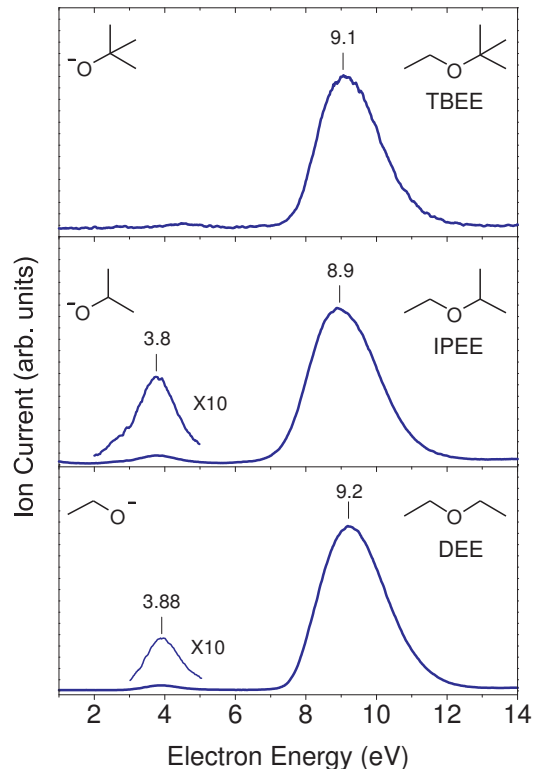 9.1
⁻O
O
TBEE
8.9
⁻O
O
IPEE
3.8
X10
9.2
O⁻
O
DEE
3.88
X10
2 4 6 8 10 12 14
Electron Energy (eV)
Ion Current (arb. units)